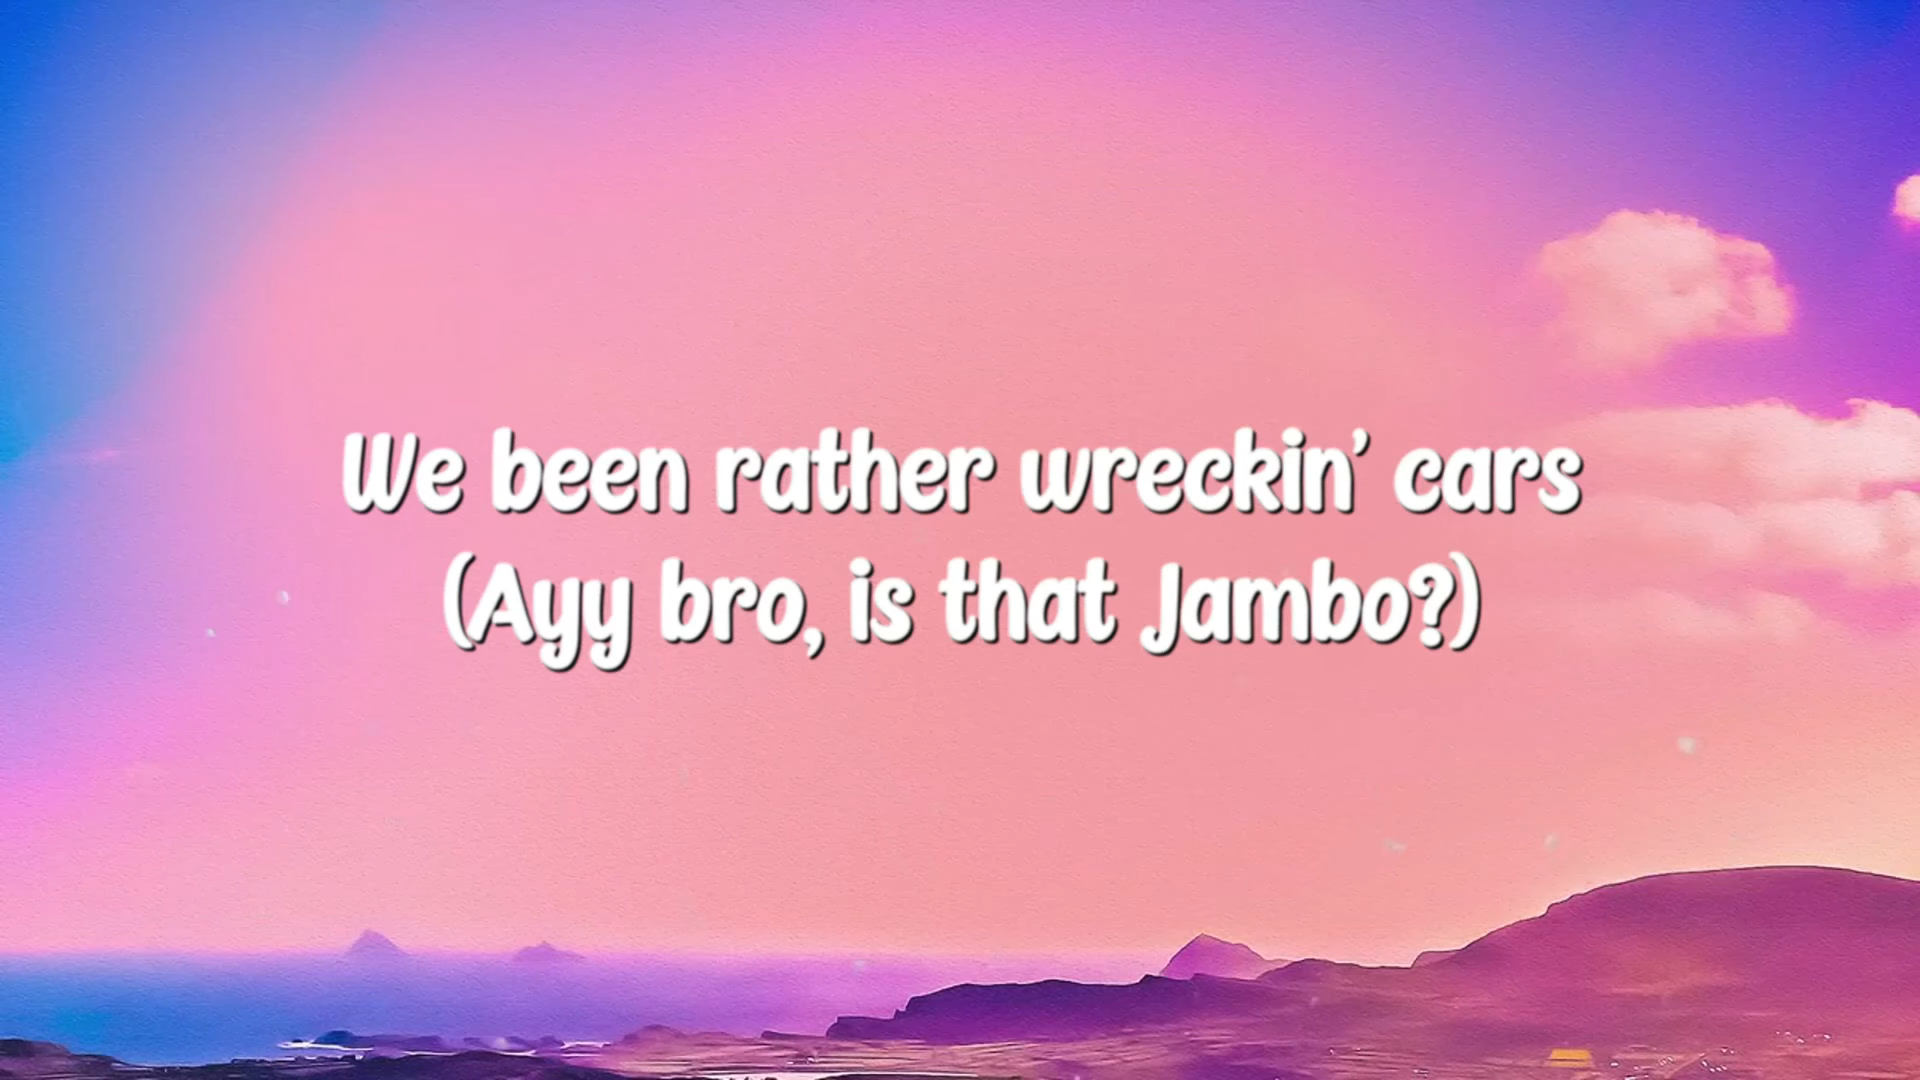 We been rather wreckin' cars
(Ayy bro, is that Jambo?)